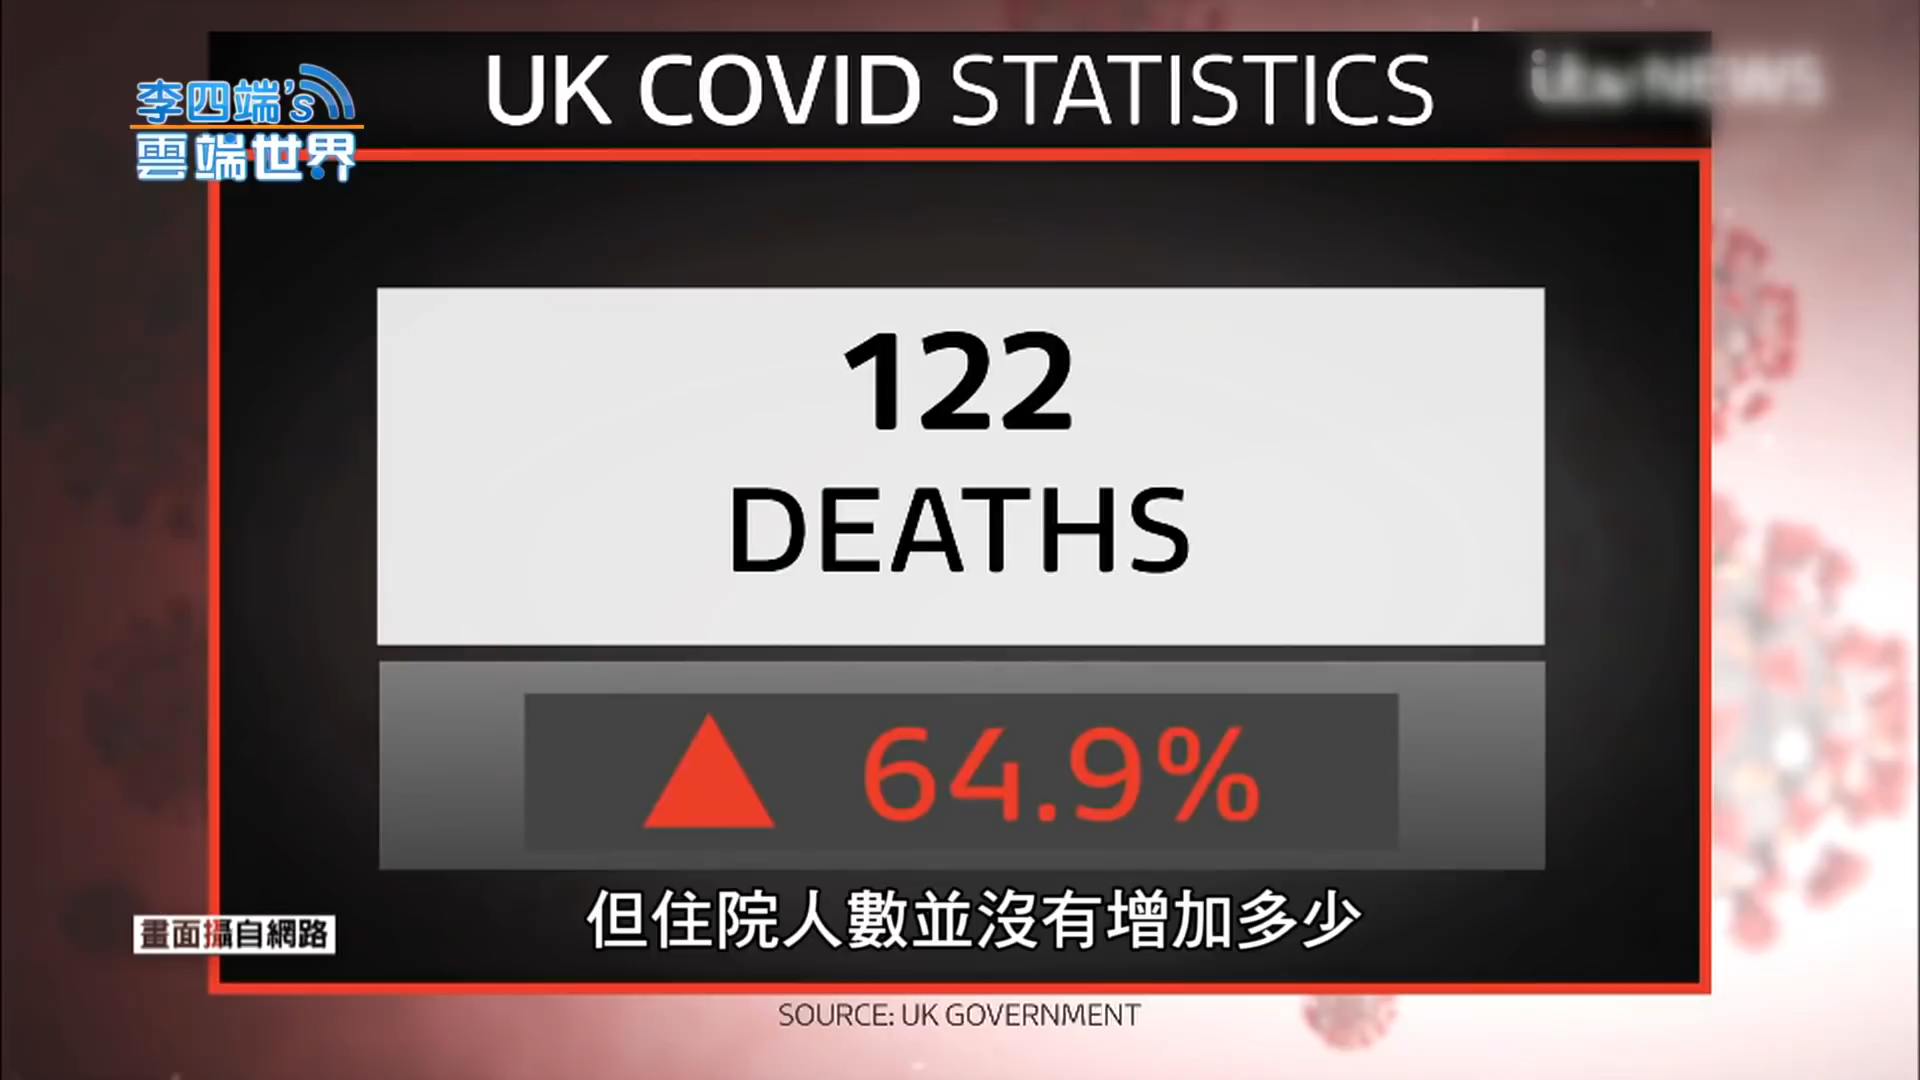 UK COVID STATISTICS
李四端's
雲端世界
122
DEATHS
64.9%
但住院人數並沒有增加多少
畫面攝自網路
SOURCE: UK GOVERNMENT